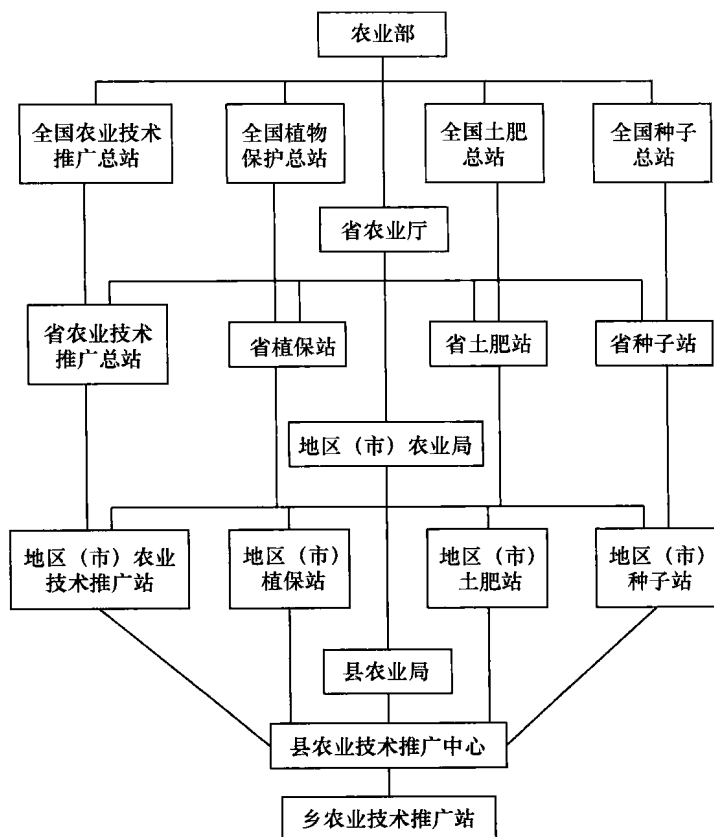 农业部
全国农业技术
推广总站
全国植物
保护总站
全国土肥
总站
全国种子
总站
省农业厅
省农业技术
推广总站
省植保站
省土肥站
省种子站
地区（市）农业局
地区（市）农业
技术推广站
地区（市）
植保站
地区（市）
土肥站
地区（市）
种子站
县农业局
县农业技术推广中心
乡农业技术推广站